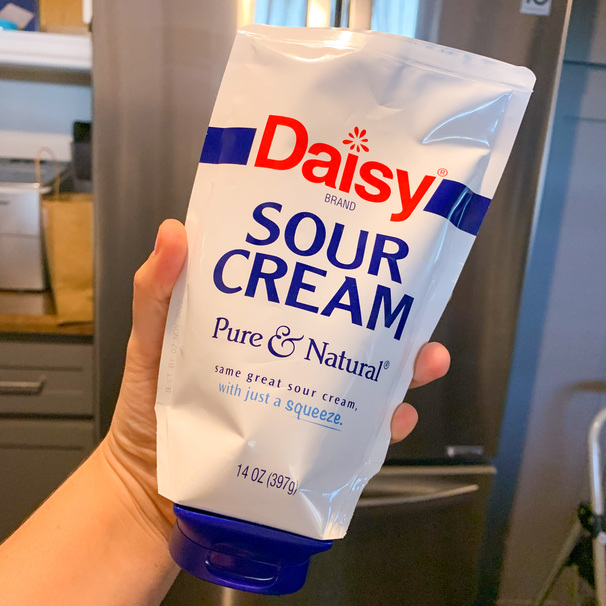 Daisy®
BRAND
SOUR
CREAM
Pure & Natural®
same great sour cream,
with just a squeeze.
14 OZ (397g)